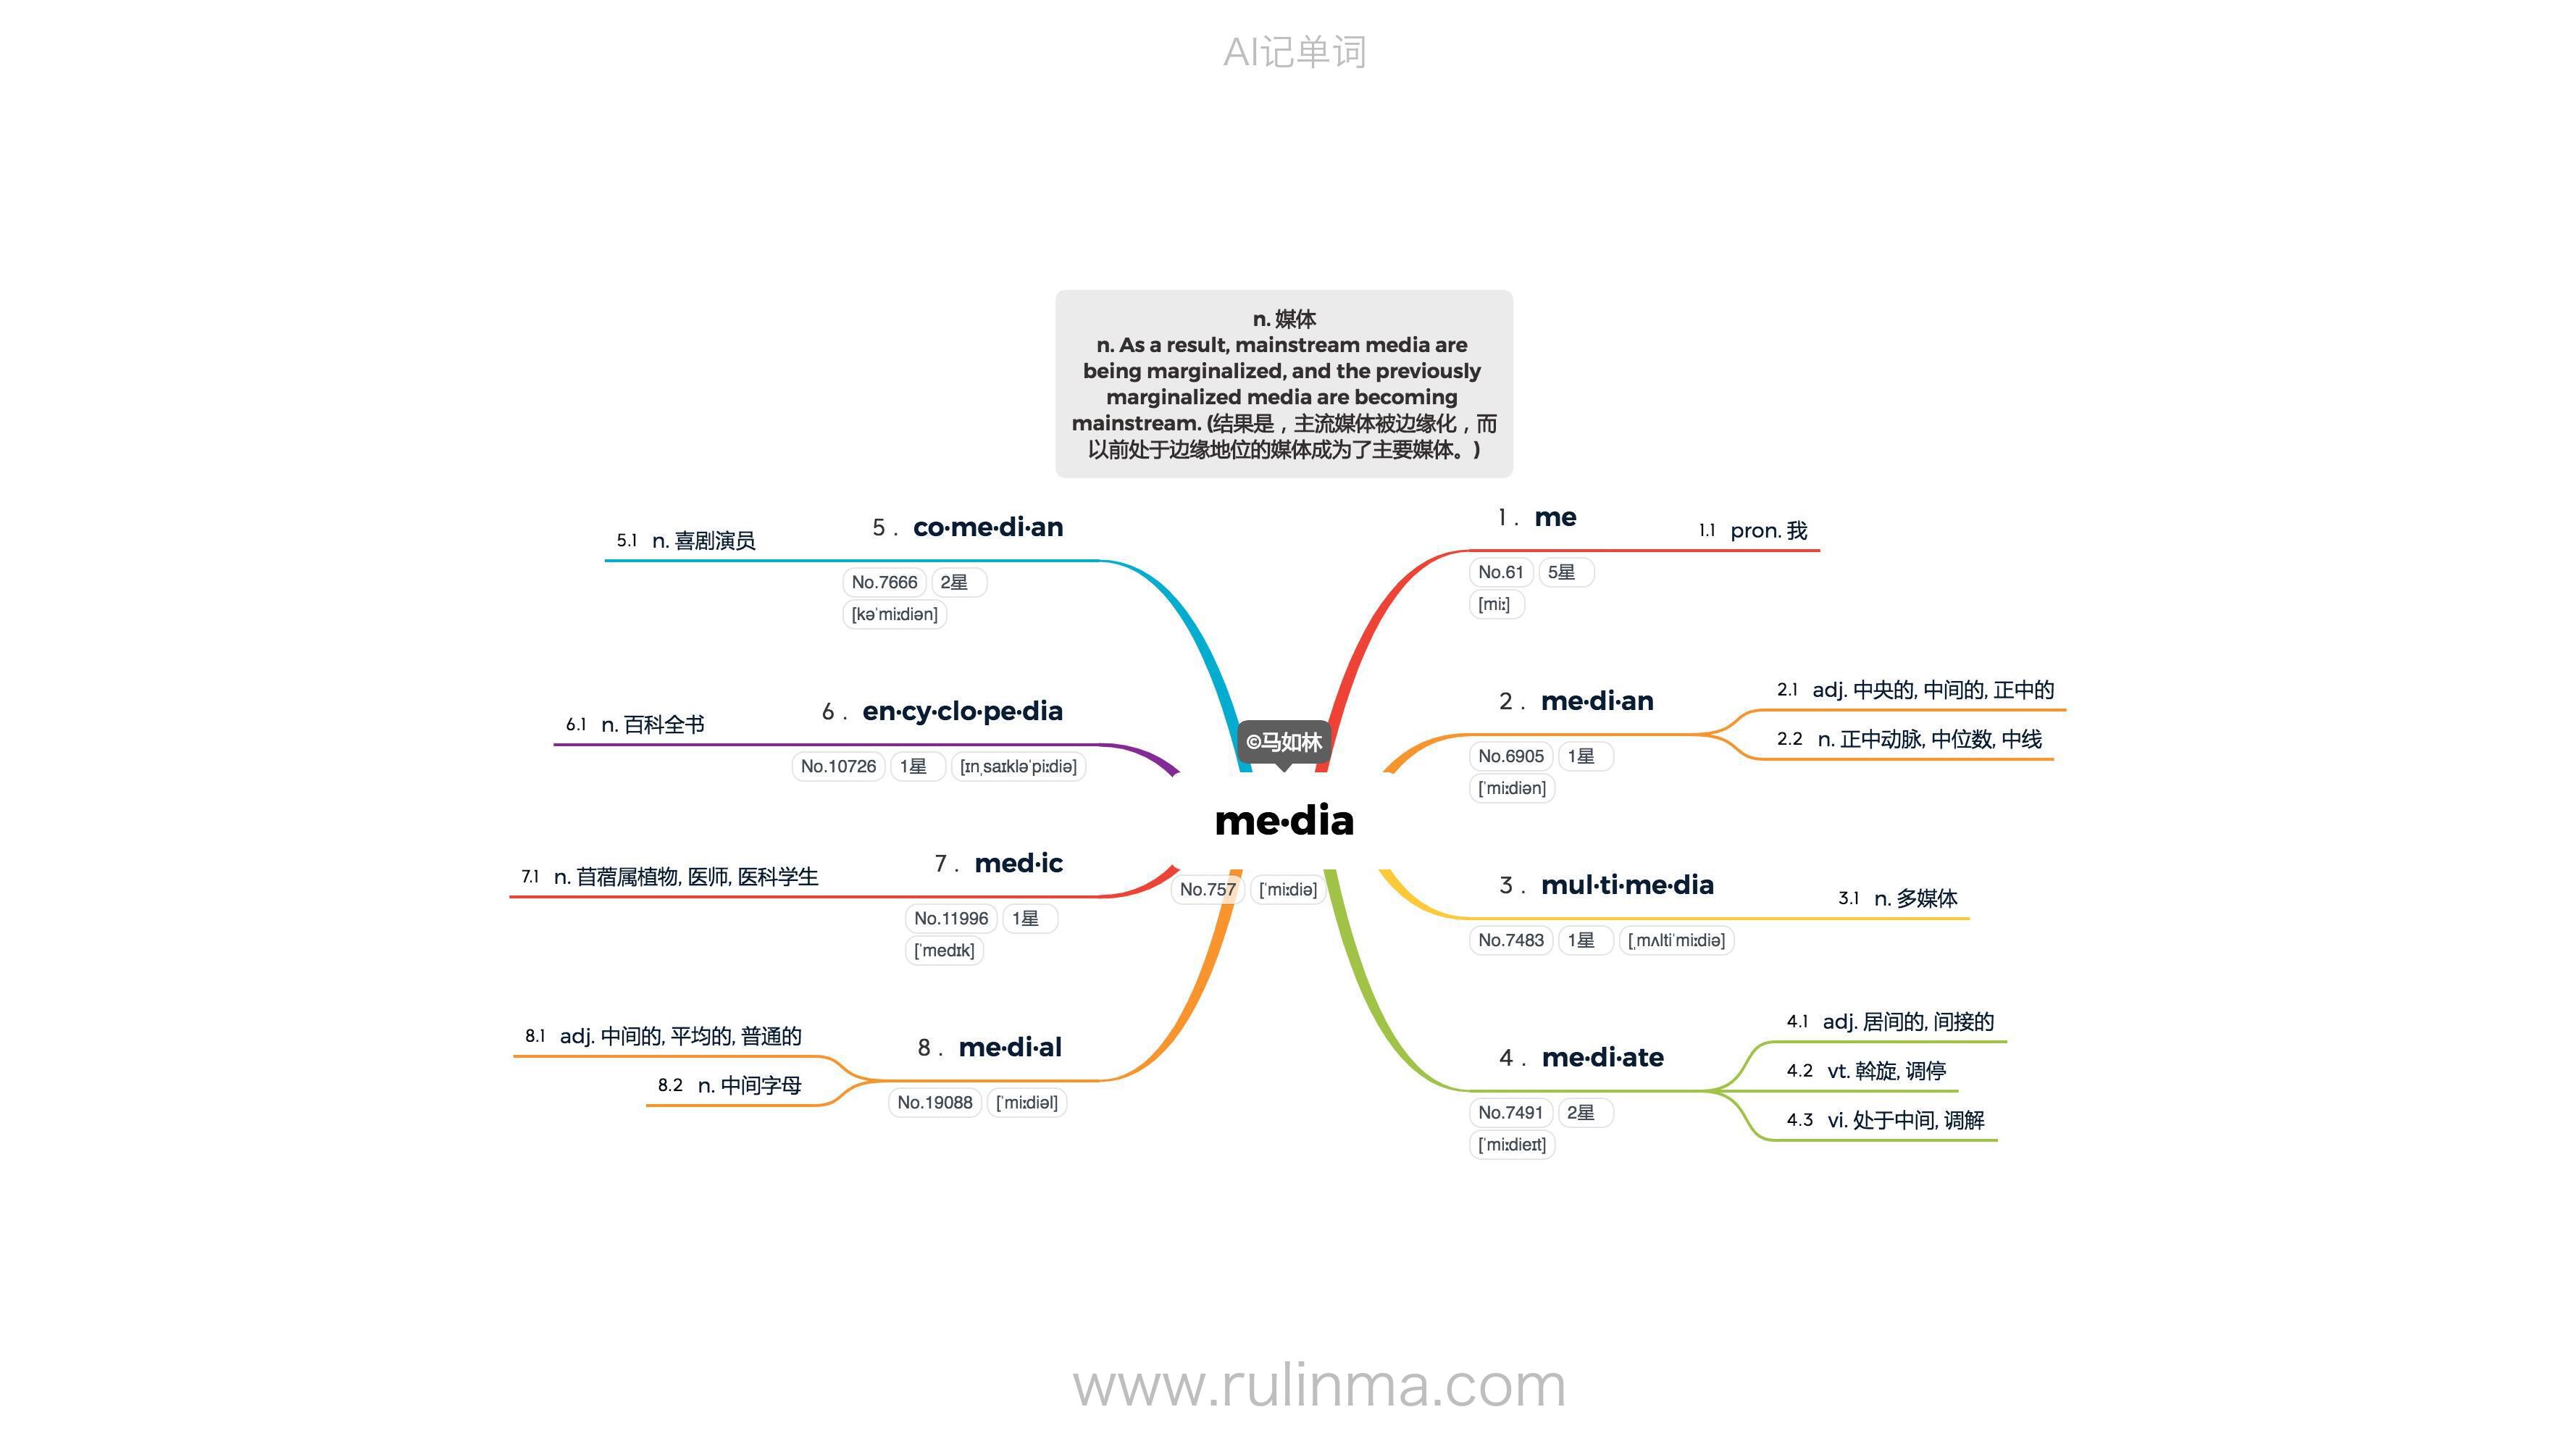 AI记单词
n. 媒体
n. As a result, mainstream media are
being marginalized, and the previously
marginalized media are becoming
mainstream. (结果是，主流媒体被边缘化，而
以前处于边缘地位的媒体成为了主要媒体。)
©马如林
me·dia
No.757 [ˈmiːdiə]
1 . me
No.61 5星
[miː]
1.1 pron. 我
2 . me·di·an
No.6905 1星
[ˈmiːdiən]
2.1 adj. 中央的, 中间的, 正中的
2.2 n. 正中动脉, 中位数, 中线
3 . mul·ti·me·dia
No.7483 1星 [ˌmʌltiˈmiːdiə]
3.1 n. 多媒体
4 . me·di·ate
No.7491 2星
[ˈmiːdieɪt]
4.1 adj. 居间的, 间接的
4.2 vt. 斡旋, 调停
4.3 vi. 处于中间, 调解
5 . co·me·di·an
No.7666 2星
[kəˈmiːdiən]
5.1 n. 喜剧演员
6 . en·cy·clo·pe·dia
No.10726 1星 [ɪnˌsaɪkləˈpiːdiə]
6.1 n. 百科全书
7 . med·ic
No.11996 1星
[ˈmedɪk]
7.1 n. 苜蓿属植物, 医师, 医科学生
8 . me·di·al
No.19088 [ˈmiːdiəl]
8.1 adj. 中间的, 平均的, 普通的
8.2 n. 中间字母
www.rulinma.com